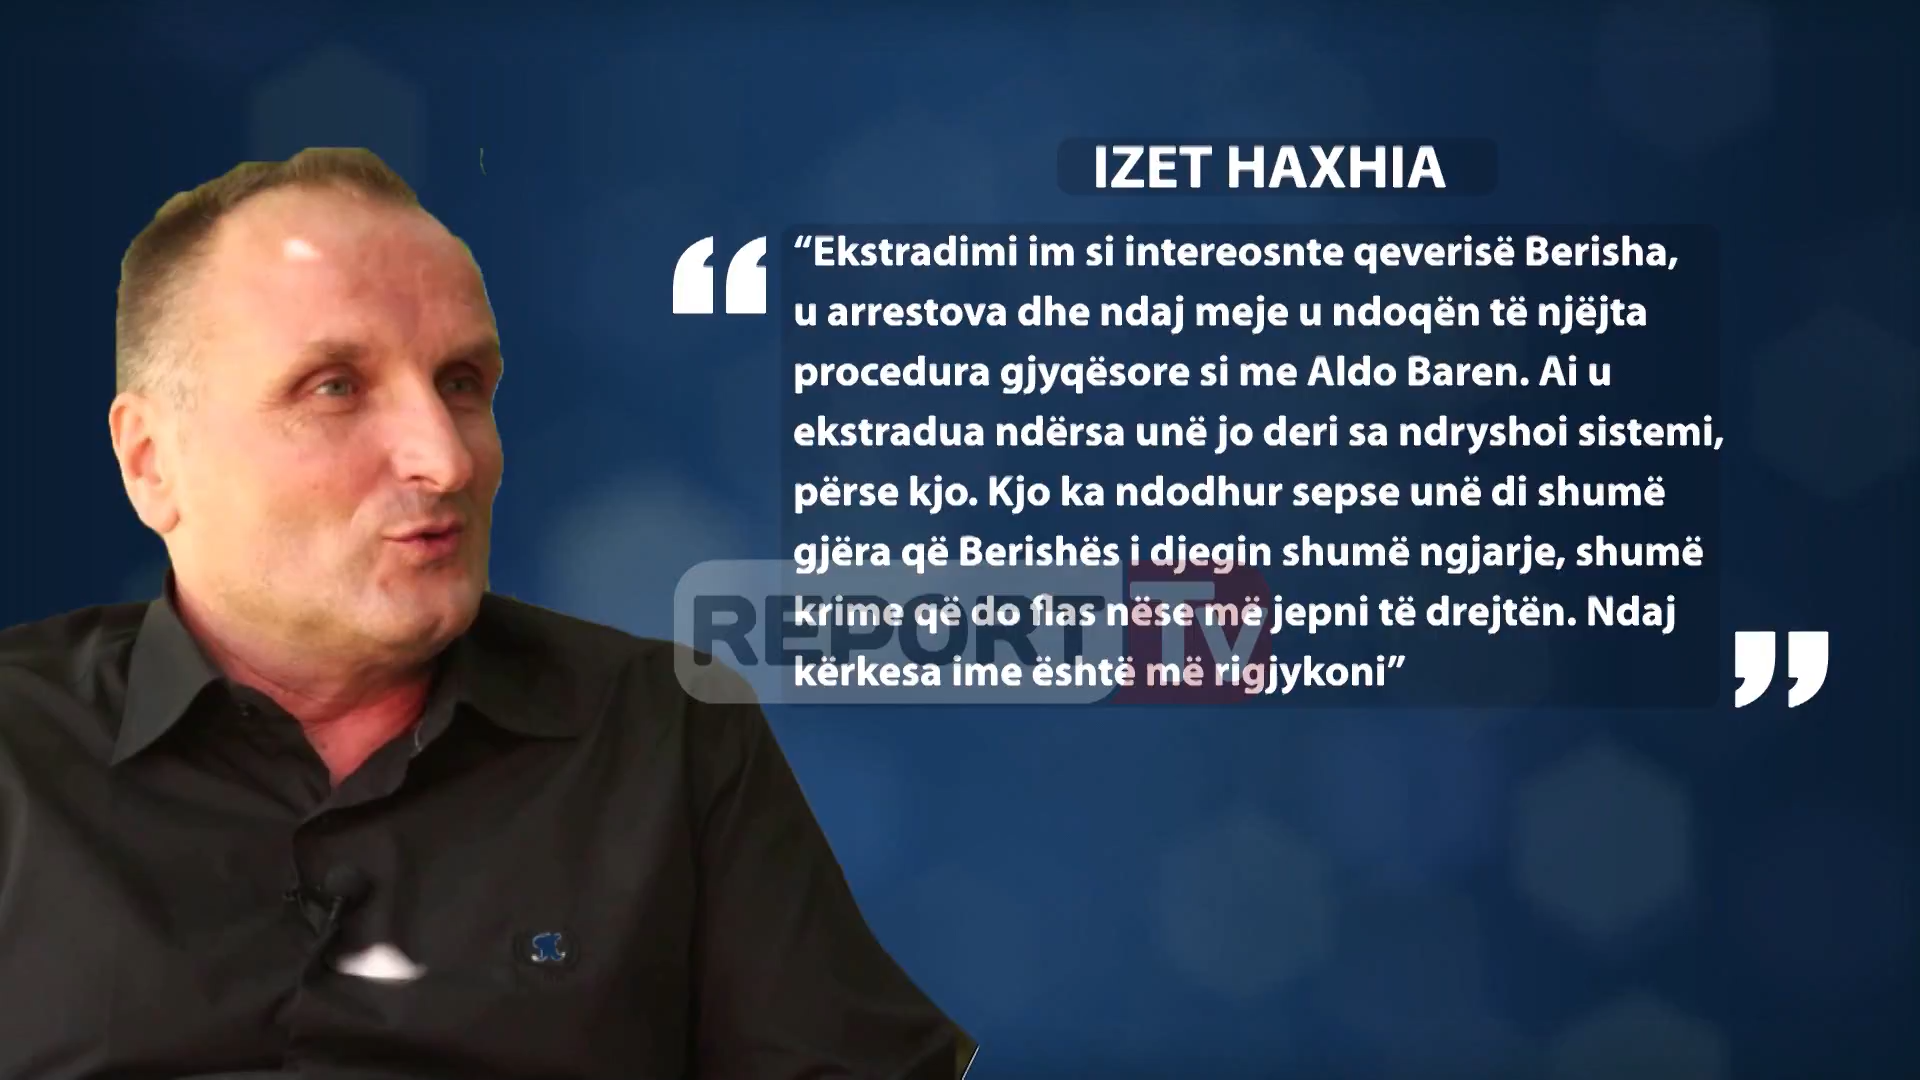 IZET HAXHIA
“Ekstradimi im si intereosnte qeverisë Berisha,
u arrestova dhe ndaj meje u ndoqën të njëjta
procedura gjyqësore si me Aldo Baren. Ai u
ekstradua ndërsa unë jo deri sa ndryshoi sistemi,
përse kjo. Kjo ka ndodhur sepse unë di shumë
gjëra që Berishës i djegin shumë ngjarje, shumë
krime që do flas nëse më jepni të drejtën. Ndaj
kërkesa ime është më rigjykoni”
REPORT Tv